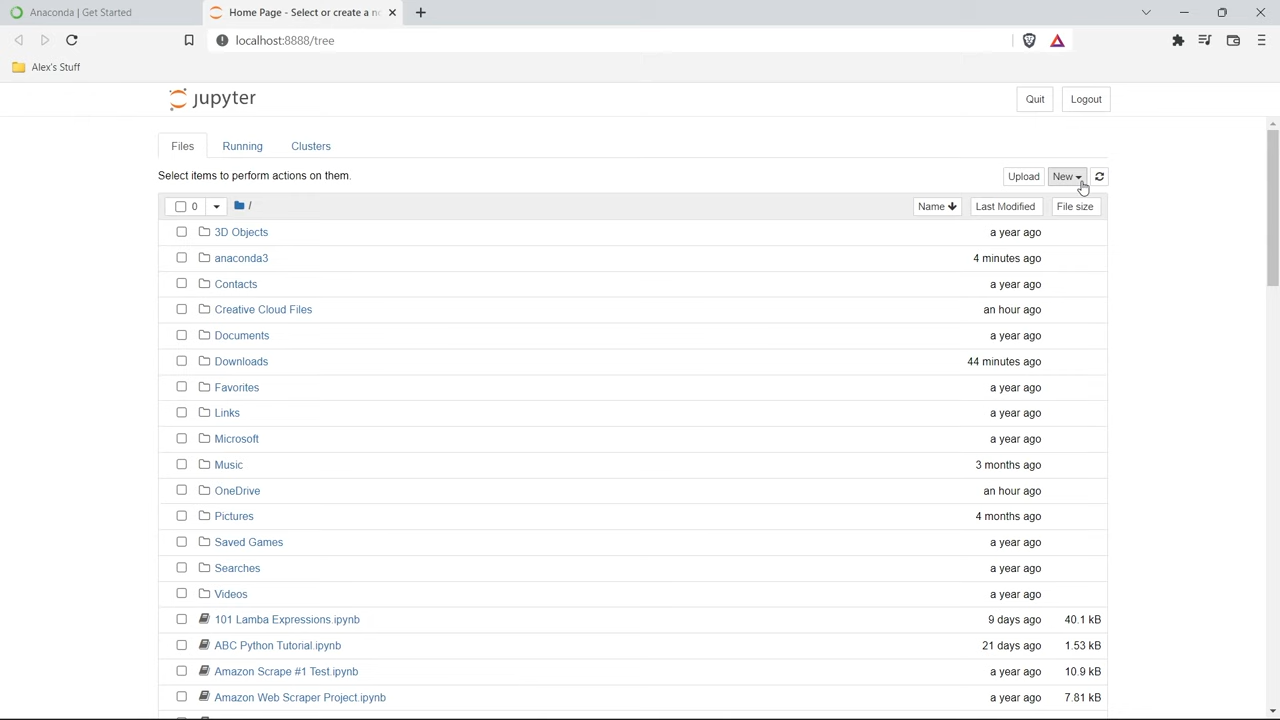 Anaconda | Get Started
Home Page - Select or create a no
localhost:8888/tree
Alex's Stuff
jupyter
Quit Logout
Files Running Clusters
Select items to perform actions on them.
Upload New
0 /
Name Last Modified File size
3D Objects a year ago
anaconda3 4 minutes ago
Contacts a year ago
Creative Cloud Files an hour ago
Documents a year ago
Downloads 44 minutes ago
Favorites a year ago
Links a year ago
Microsoft a year ago
Music 3 months ago
OneDrive an hour ago
Pictures 4 months ago
Saved Games a year ago
Searches a year ago
Videos a year ago
101 Lamba Expressions.ipynb 9 days ago 40.1 kB
ABC Python Tutorial.ipynb 21 days ago 1.53 kB
Amazon Scrape #1 Test.ipynb a year ago 10.9 kB
Amazon Web Scraper Project.ipynb a year ago 7.81 kB